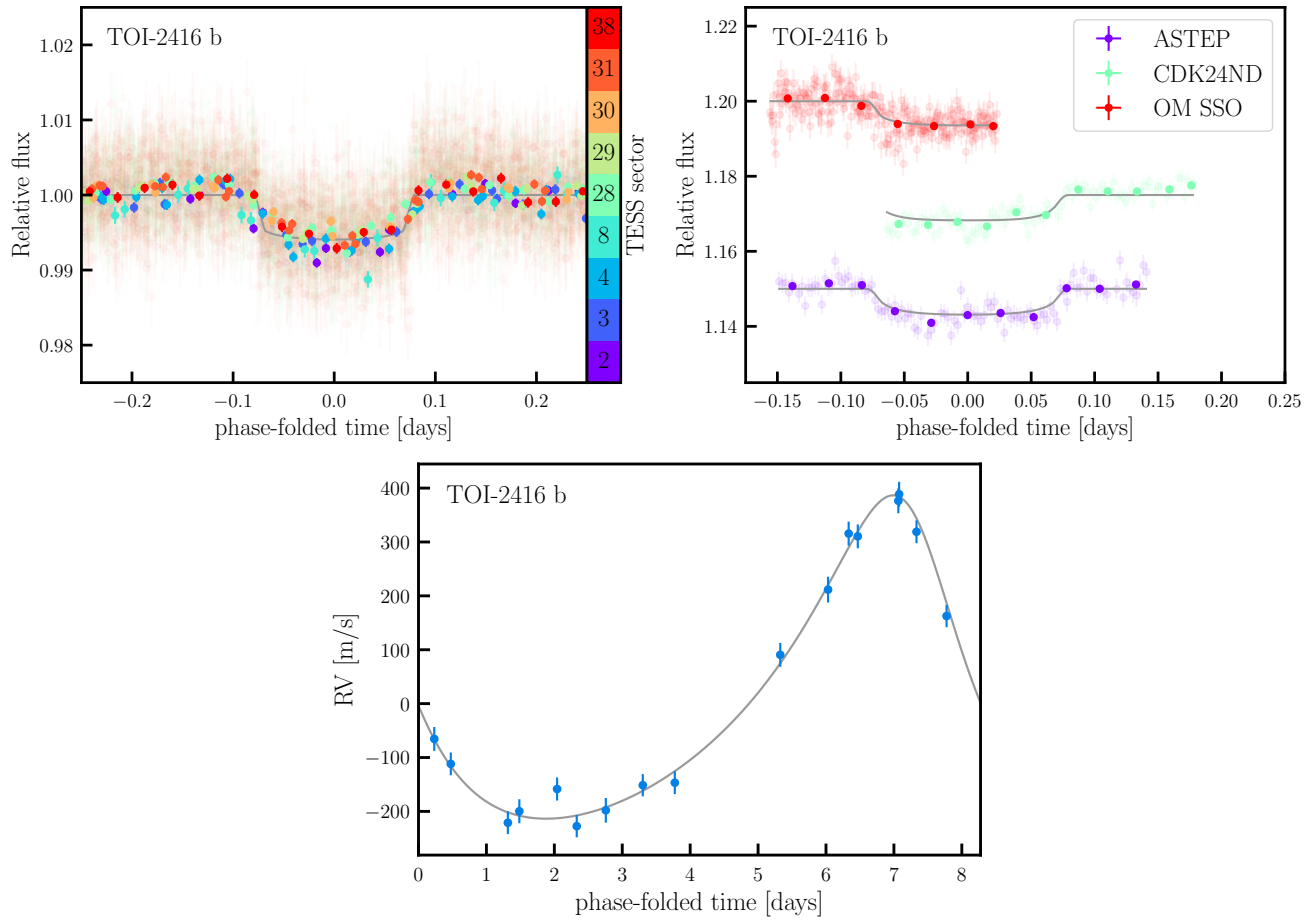 TOI-2416 b
1.02
1.01
1.00
0.99
0.98
Relative flux
−0.2 −0.1 0.0 0.1 0.2
phase-folded time [days]
38
31
30
29
28
8
4
3
2
TESS sector
TOI-2416 b
ASTEP
CDK24ND
OM SSO
1.22
1.20
1.18
1.16
1.14
Relative flux
−0.15 −0.10 −0.05 0.00 0.05 0.10 0.15 0.20 0.25
phase-folded time [days]
TOI-2416 b
400
300
200
100
0
−100
−200
RV [m/s]
0 1 2 3 4 5 6 7 8
phase-folded time [days]